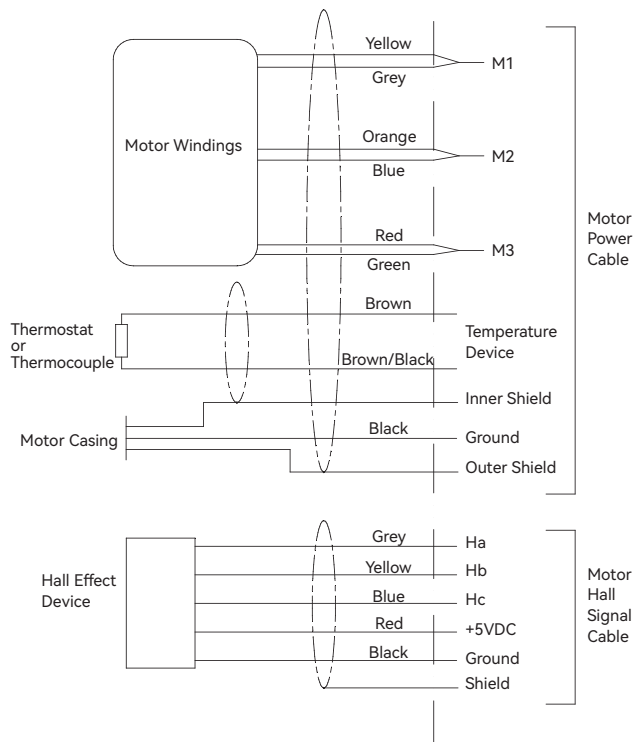 Yellow
M1
Grey
Motor Windings
Orange
M2
Blue
Red
M3
Green
Motor
Power
Cable
Brown
Thermostat
or
Thermocouple
Temperature
Device
Brown/Black
Inner Shield
Motor Casing
Black
Ground
Outer Shield
Grey
Ha
Yellow
Hb
Hall Effect
Device
Blue
Hc
Red
+5VDC
Black
Ground
Shield
Motor
Hall
Signal
Cable